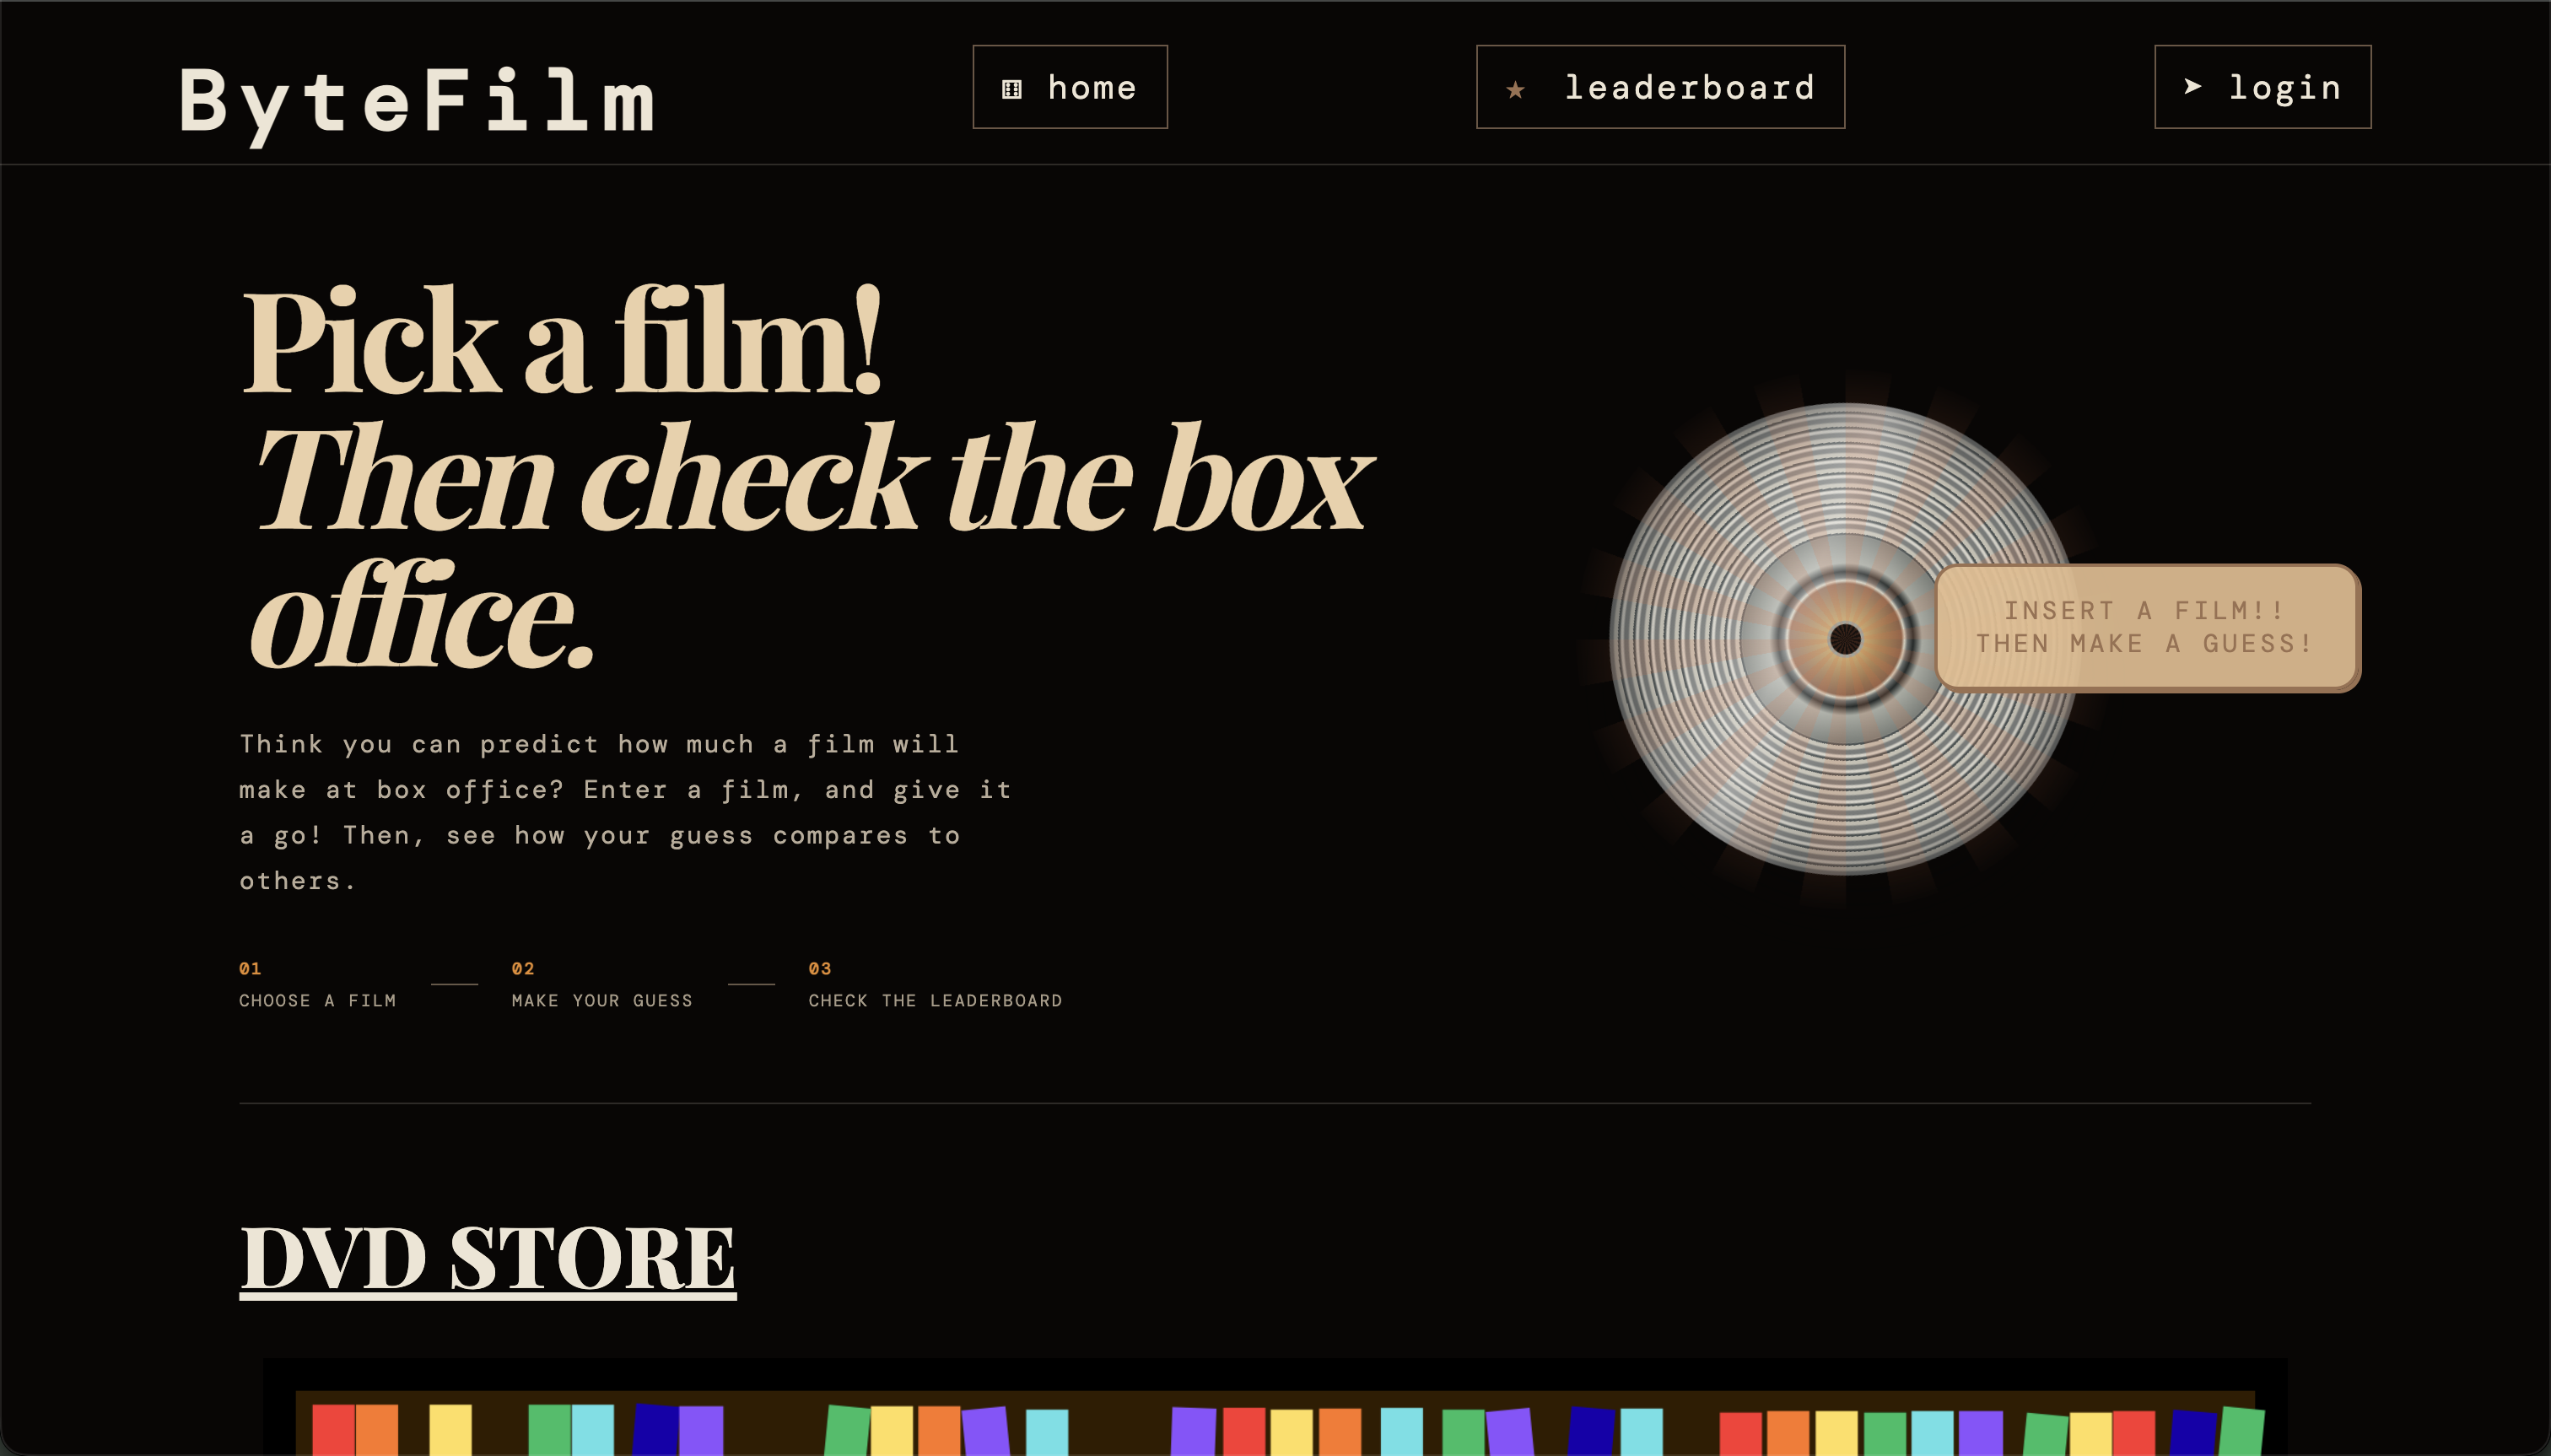 ByteFilm
home
leaderboard
login
Pick a film!
Then check the box
office.
Think you can predict how much a film will
make at box office? Enter a film, and give it
a go! Then, see how your guess compares to
others.
INSERT A FILM!!
THEN MAKE A GUESS!
01
CHOOSE A FILM
02
MAKE YOUR GUESS
03
CHECK THE LEADERBOARD
DVD STORE